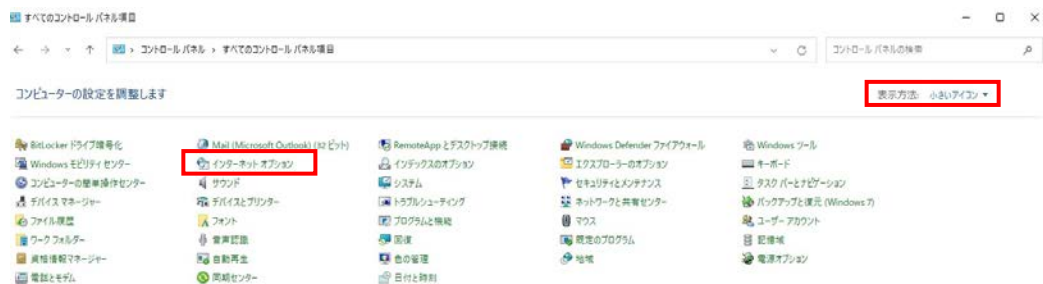 すべてのコントロール パネル項目
コントロール パネル › すべてのコントロール パネル項目
コントロール パネルの検索
コンピューターの設定を調整します
表示方法: 小さいアイコン
BitLocker ドライブ暗号化
Mail (Microsoft Outlook) (32 ビット)
RemoteApp とデスクトップ接続
Windows Defender ファイアウォール
Windows ツール
Windows モビリティ センター
インターネット オプション
インデックスのオプション
エクスプローラーのオプション
キーボード
コンピューターの簡単操作センター
サウンド
システム
セキュリティとメンテナンス
タスク バーとナビゲーション
デバイス マネージャー
デバイスとプリンター
トラブルシューティング
ネットワークと共有センター
バックアップと復元 (Windows 7)
ファイル履歴
フォント
プログラムと機能
マウス
ユーザー アカウント
ワーク フォルダー
音声認識
回復
既定のプログラム
記憶域
資格情報マネージャー
自動再生
色の管理
地域
電源オプション
電話とモデム
同期センター
日付と時刻